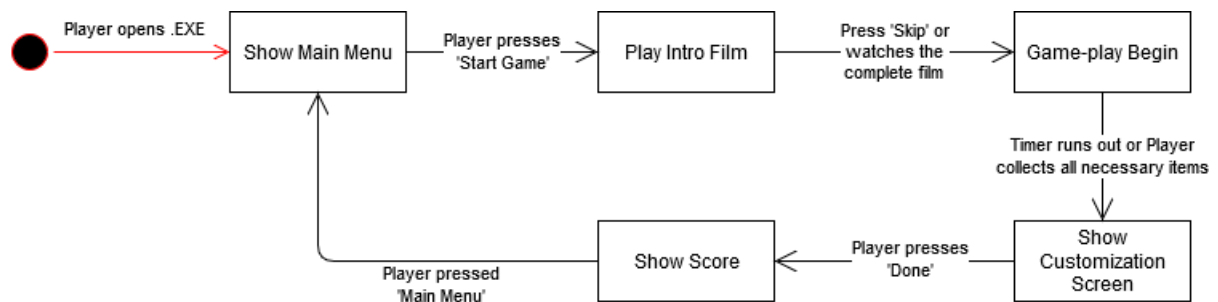 Player opens .EXE
Show Main Menu
Player presses
'Start Game'
Play Intro Film
Press 'Skip' or
watches the
complete film
Game-play Begin
Timer runs out or Player
collects all necessary items
Show
Customization
Screen
Player presses
'Done'
Show Score
Player pressed
'Main Menu'